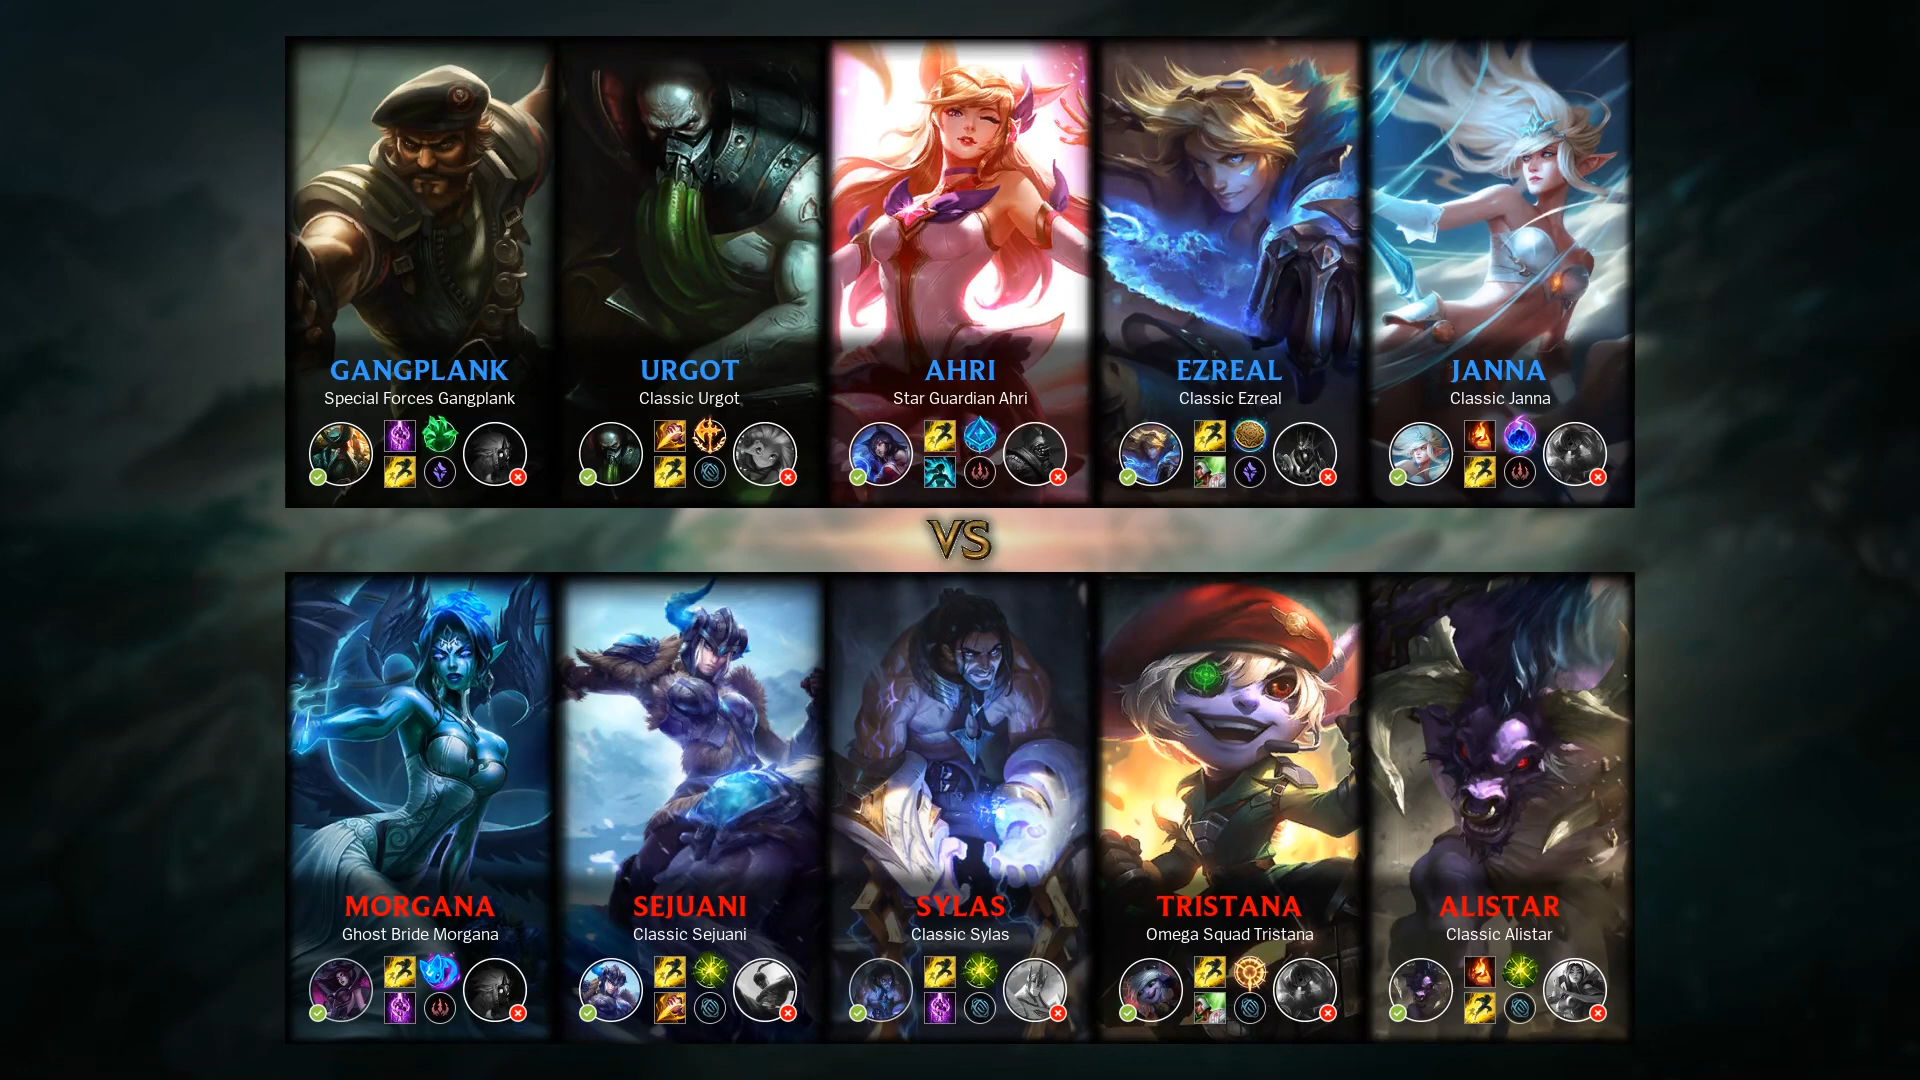 GANGPLANK
Special Forces Gangplank
URGOT
Classic Urgot
AHRI
Star Guardian Ahri
EZREAL
Classic Ezreal
JANNA
Classic Janna
VS
MORGANA
Ghost Bride Morgana
SEJUANI
Classic Sejuani
SYLAS
Classic Sylas
TRISTANA
Omega Squad Tristana
ALISTAR
Classic Alistar